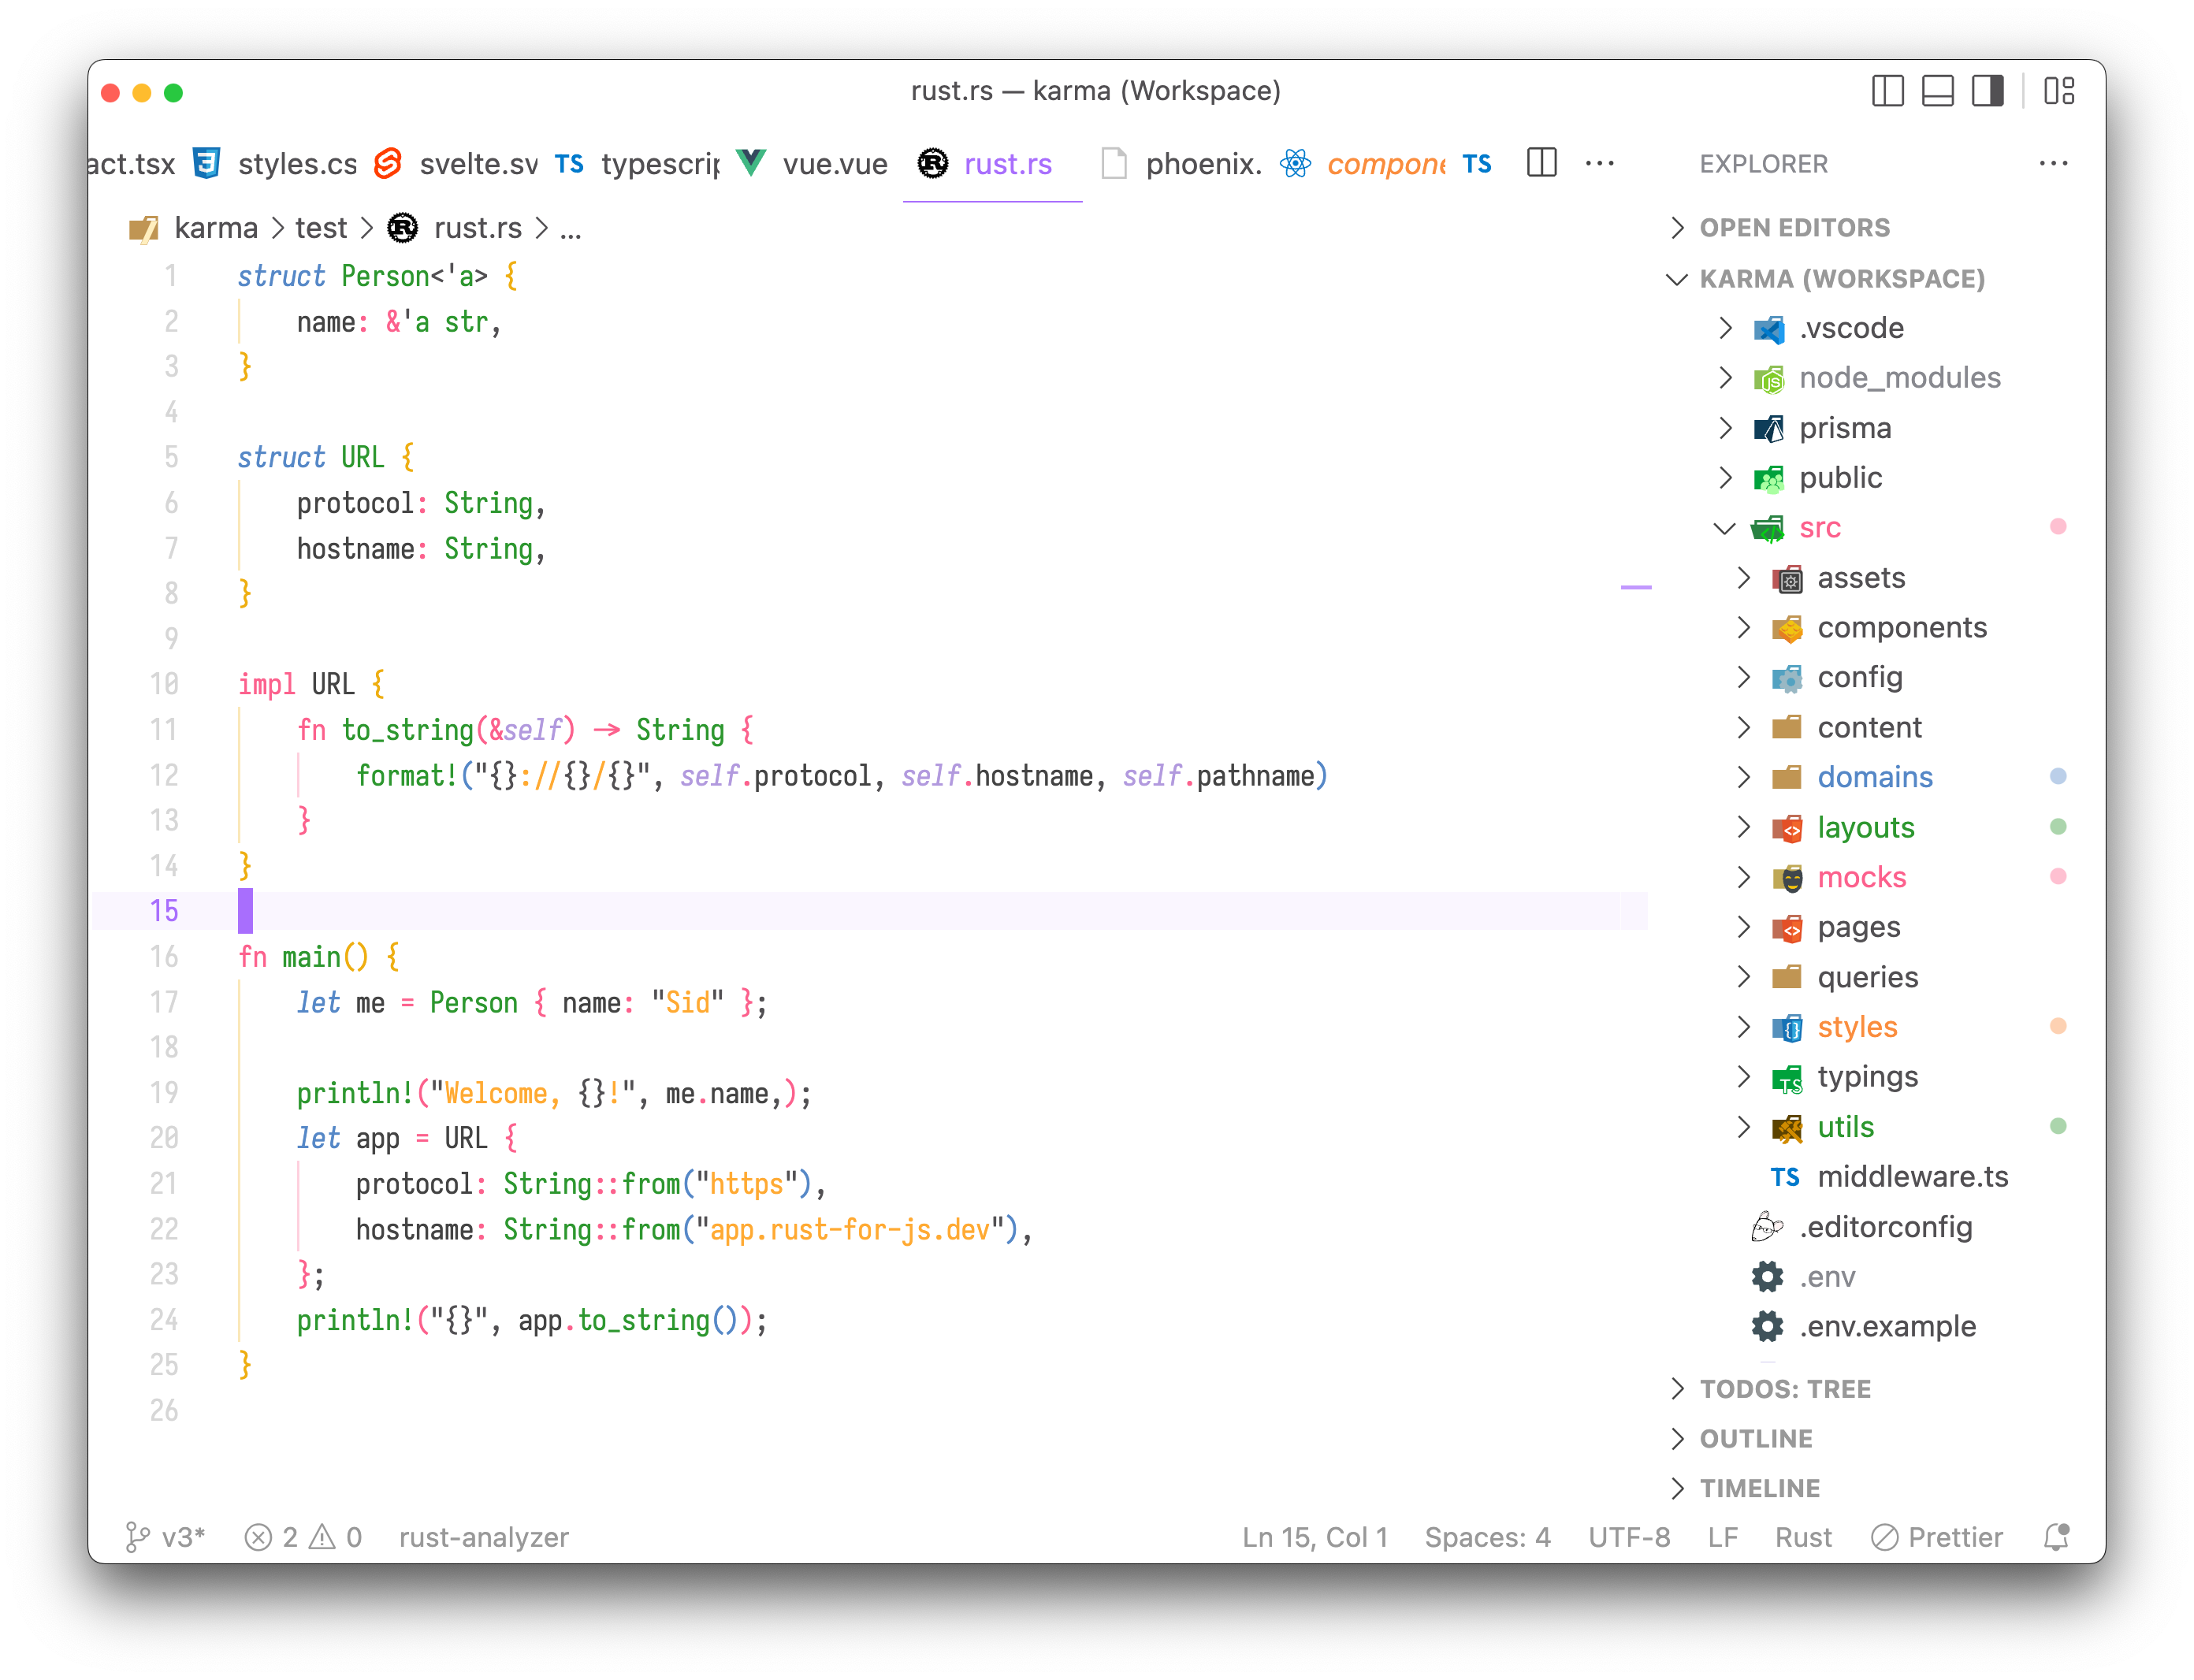 rust.rs — karma (Workspace)
act.tsx styles.cs svelte.sv TS typescrip vue.vue rust.rs phoenix. compone TS ...
karma > test > rust.rs > ...
1 struct Person<'a> {
2 name: &'a str,
3 }
4
5 struct URL {
6 protocol: String,
7 hostname: String,
8 }
9
10 impl URL {
11 fn to_string(&self) -> String {
12 format!("{}://{}/{}", self.protocol, self.hostname, self.pathname)
13 }
14 }
15
16 fn main() {
17 let me = Person { name: "Sid" };
18
19 println!("Welcome, {}!", me.name,);
20 let app = URL {
21 protocol: String::from("https"),
22 hostname: String::from("app.rust-for-js.dev"),
23 };
24 println!("{}", app.to_string());
25 }
26
EXPLORER ...
OPEN EDITORS
KARMA (WORKSPACE)
.vscode
node_modules
prisma
public
src
assets
components
config
content
domains
layouts
mocks
pages
queries
styles
typings
utils
TS middleware.ts
.editorconfig
.env
.env.example
TODOS: TREE
OUTLINE
TIMELINE
v3* 2 0 rust-analyzer Ln 15, Col 1 Spaces: 4 UTF-8 LF Rust Prettier